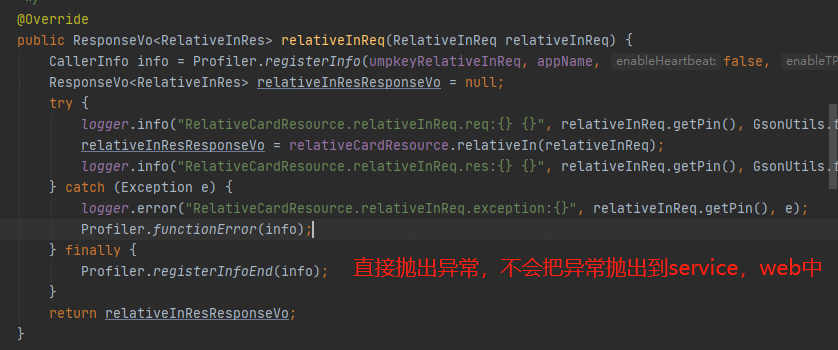 */
@Override
public ResponseVo<RelativeInRes> relativeInReq(RelativeInReq relativeInReq) {
CallerInfo info = Profiler.registerInfo(umpkeyRelativeInReq, appName, enableHeartbeat: false, enableTP
ResponseVo<RelativeInRes> relativeInResResponseVo = null;
try {
logger.info("RelativeCardResource.relativeInReq.req:{} {}", relativeInReq.getPin(), GsonUtils.t
relativeInResResponseVo = relativeCardResource.relativeIn(relativeInReq);
logger.info("RelativeCardResource.relativeInReq.res:{} {}", relativeInReq.getPin(), GsonUtils.t
} catch (Exception e) {
logger.error("RelativeCardResource.relativeInReq.exception:{}", relativeInReq.getPin(), e);
Profiler.functionError(info);
} finally {
Profiler.registerInfoEnd(info); 直接抛出异常，不会把异常抛出到service，web中
}
return relativeInResResponseVo;
}